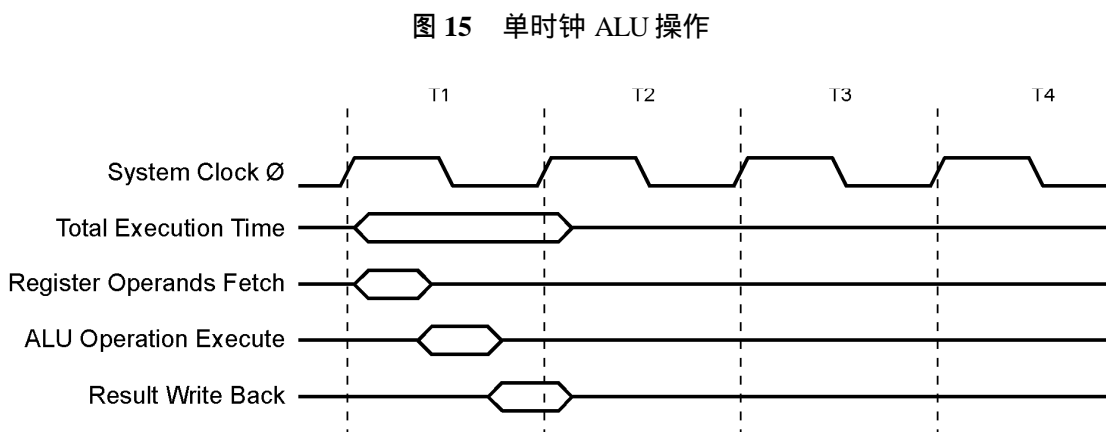 图 15 单时钟 ALU 操作
T1 T2 T3 T4
System Clock Ø
Total Execution Time
Register Operands Fetch
ALU Operation Execute
Result Write Back